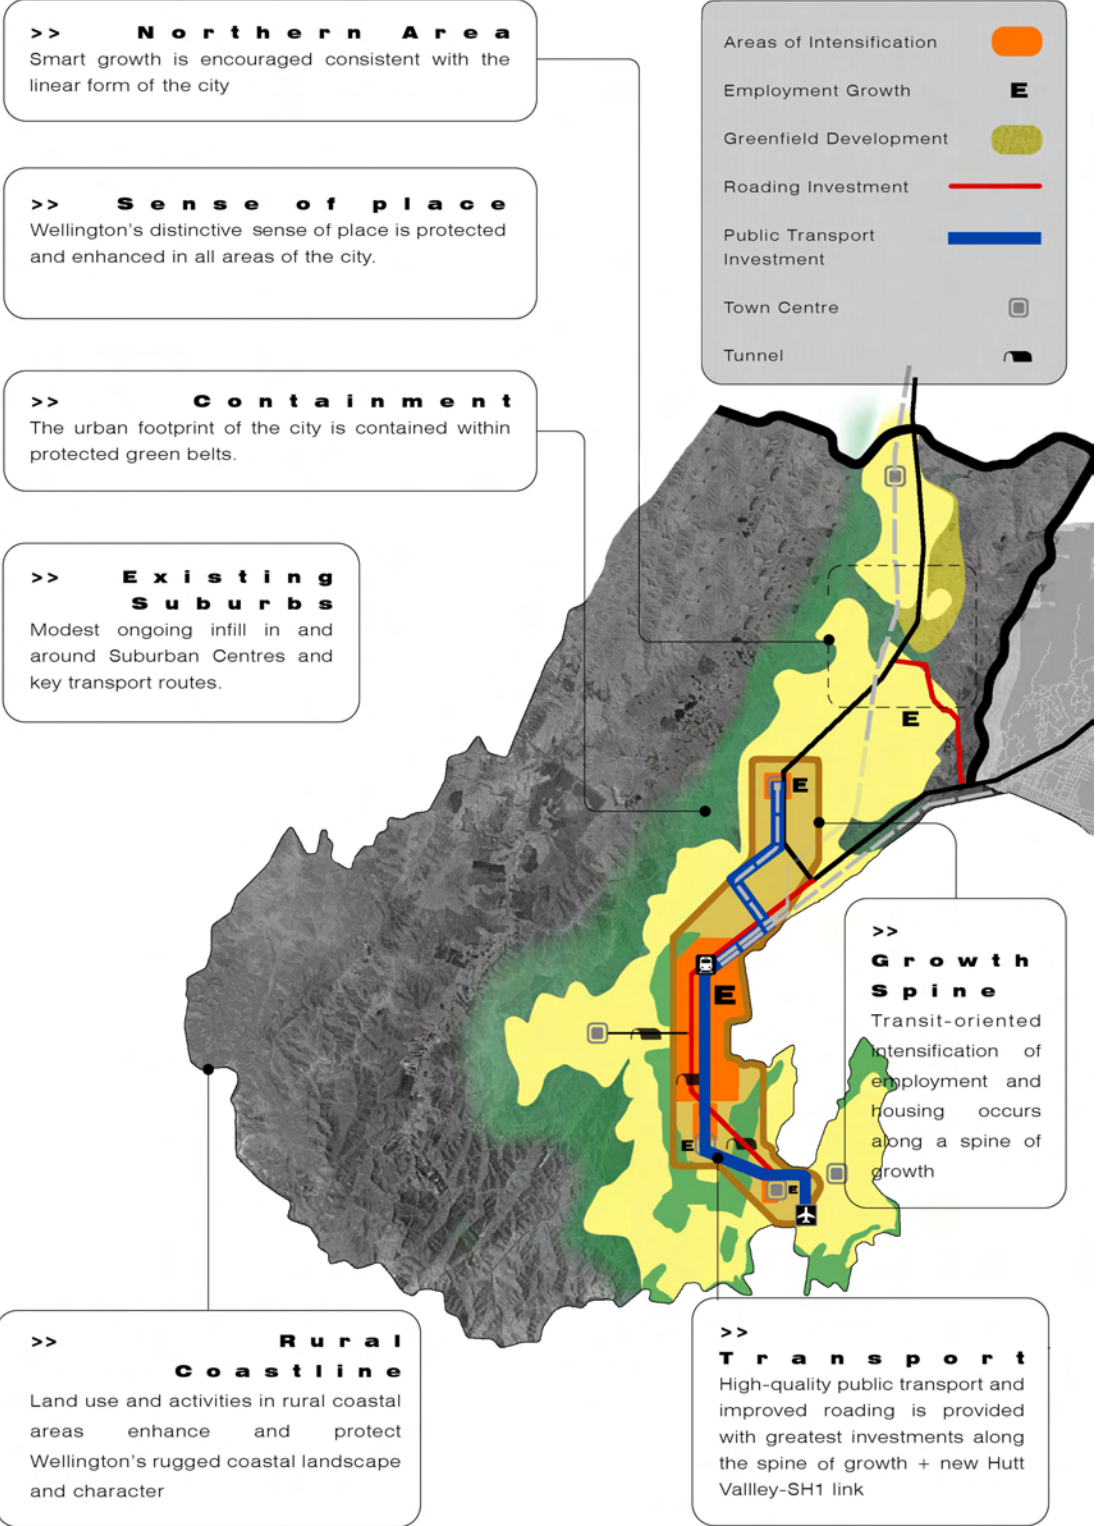 >> Northern Area
Smart growth is encouraged consistent with the
linear form of the city
>> Sense of place
Wellington's distinctive sense of place is protected
and enhanced in all areas of the city.
>> Containment
The urban footprint of the city is contained within
protected green belts.
>> Existing
Suburbs
Modest ongoing infill in and
around Suburban Centres and
key transport routes.
Areas of Intensification
Employment Growth E
Greenfield Development
Roading Investment
Public Transport
Investment
Town Centre
Tunnel
E
E
E
E
E
>>
Growth
Spine
Transit-oriented
intensification of
employment and
housing occurs
along a spine of
growth
>> Rural
Coastline
Land use and activities in rural coastal
areas enhance and protect
Wellington's rugged coastal landscape
and character
>>
Transport
High-quality public transport and
improved roading is provided
with greatest investments along
the spine of growth + new Hutt
Vallley-SH1 link